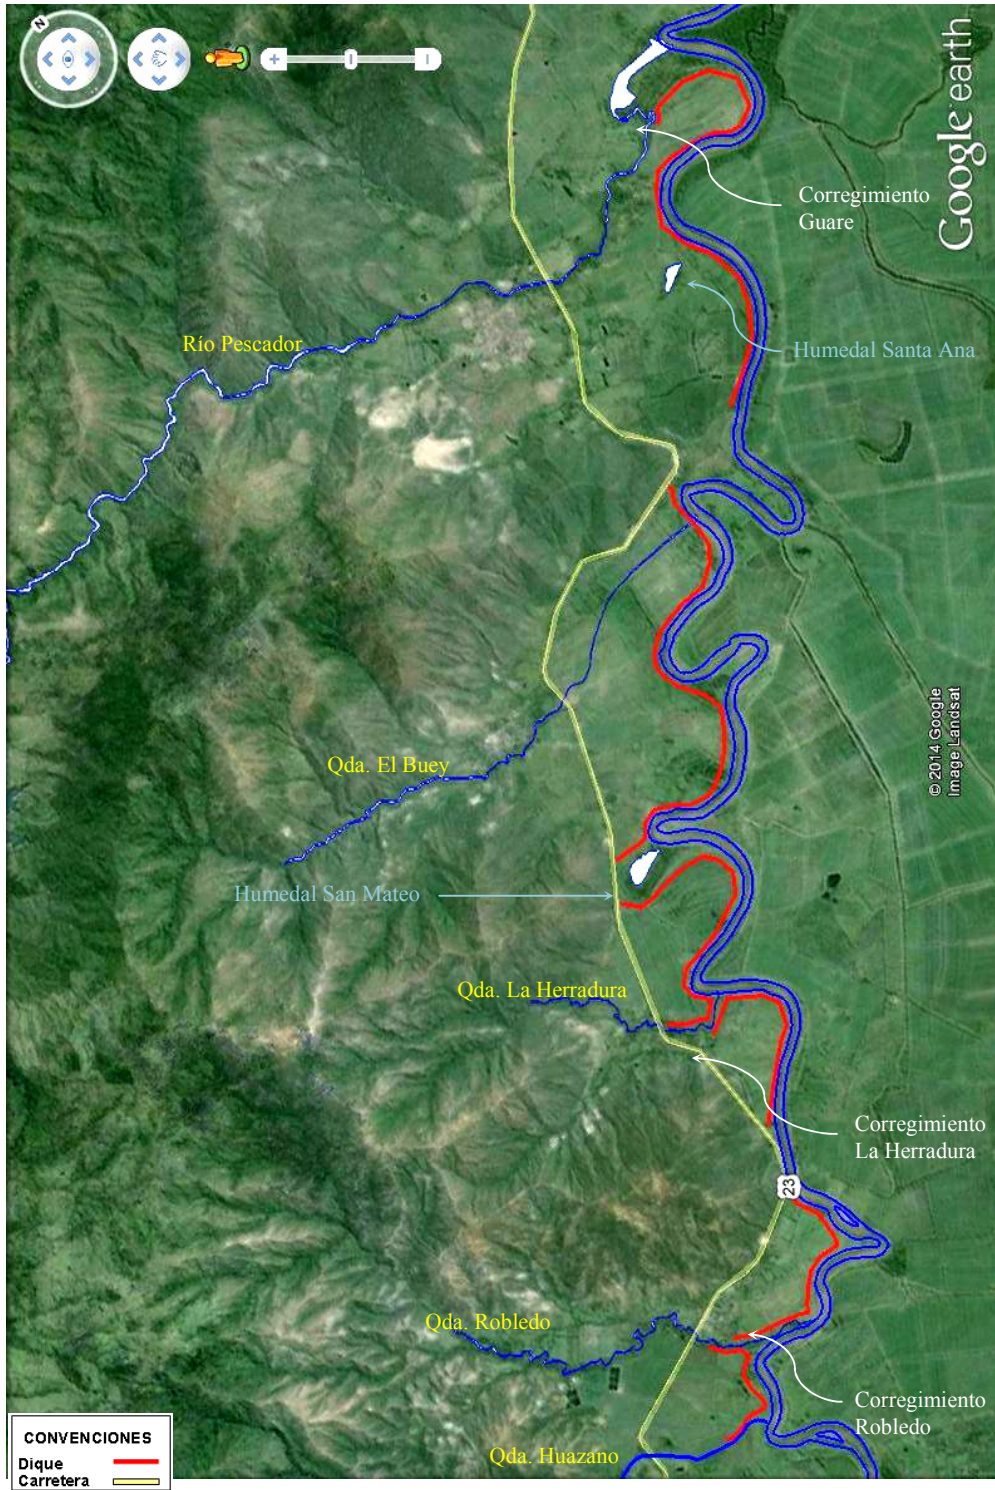 N
Google earth
Corregimiento
Guare
Río Pescador
Humedal Santa Ana
© 2014 Google
Image Landsat
Qda. El Buey
Humedal San Mateo
Qda. La Herradura
Corregimiento
La Herradura
23
Qda. Robledo
Corregimiento
Robledo
Qda. Huazano
CONVENCIONES
Dique
Carretera